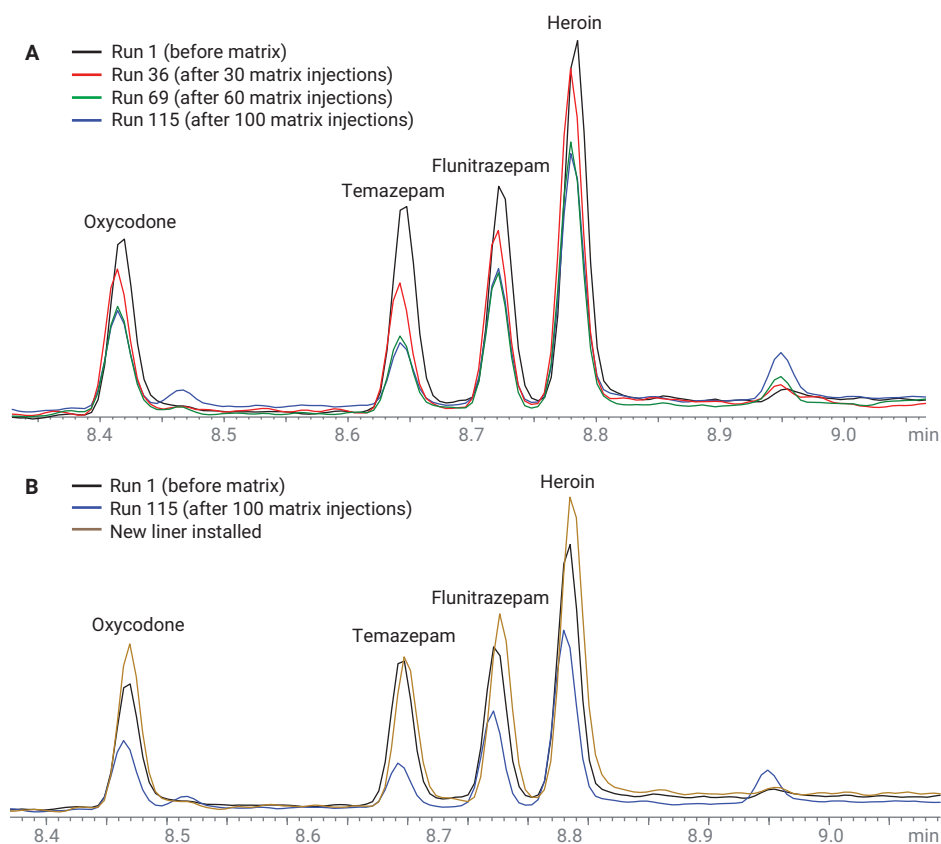 A
Run 1 (before matrix)
Run 36 (after 30 matrix injections)
Run 69 (after 60 matrix injections)
Run 115 (after 100 matrix injections)
Heroin
Flunitrazepam
Temazepam
Oxycodone
8.4 8.5 8.6 8.7 8.8 8.9 9.0 min
B
Run 1 (before matrix)
Run 115 (after 100 matrix injections)
New liner installed
Heroin
Flunitrazepam
Oxycodone
Temazepam
8.4 8.5 8.6 8.7 8.8 8.9 9.0 min